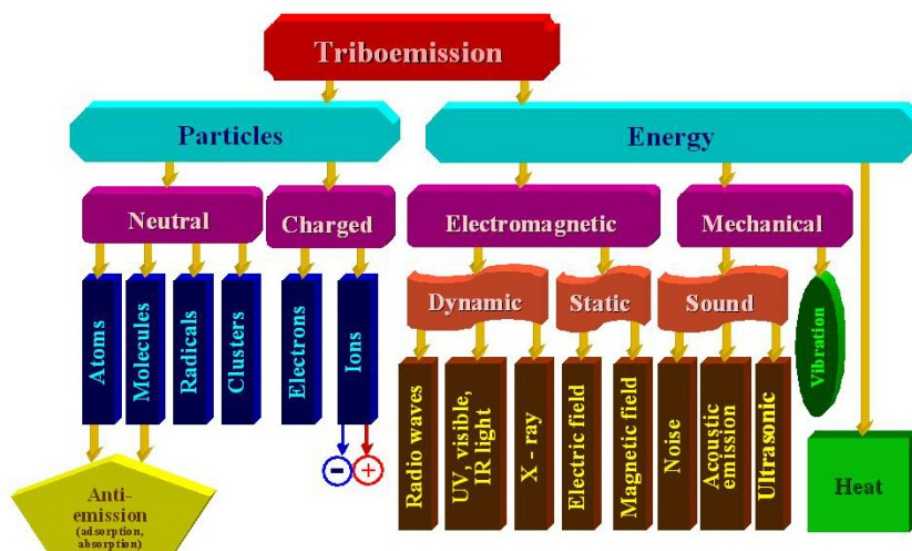 Triboemission
Particles
Energy
Neutral
Charged
Electromagnetic
Mechanical
Dynamic
Static
Sound
Vibration
Atoms
Molecules
Radicals
Clusters
Electrons
Ions
Radio waves
UV, visible,
IR light
X - ray
Electric field
Magnetic field
Noise
Acoustic
emission
Ultrasonic
Heat
− +
Anti-
emission
(adsorption,
absorption)